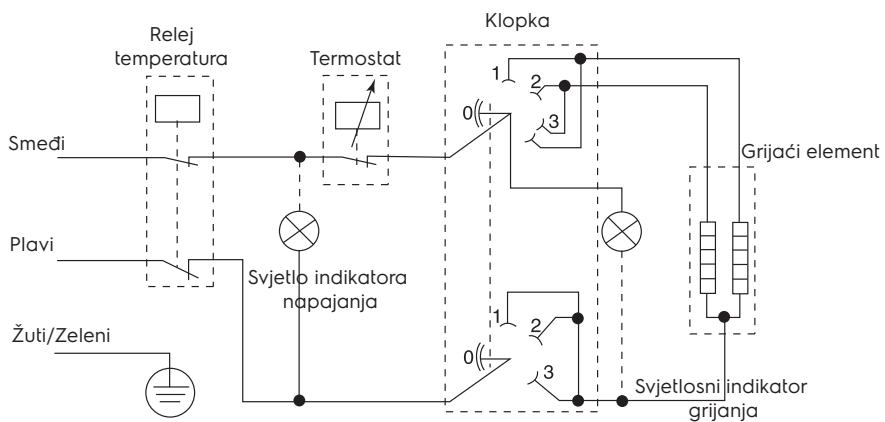 Klopka
Relej
temperatura
Termostat
1
2
0
3
Smeđi
Grijaći element
Plavi
Svjetlo indikatora
napajanja
1
2
0
3
Žuti/Zeleni
Svjetlosni indikator
grijanja